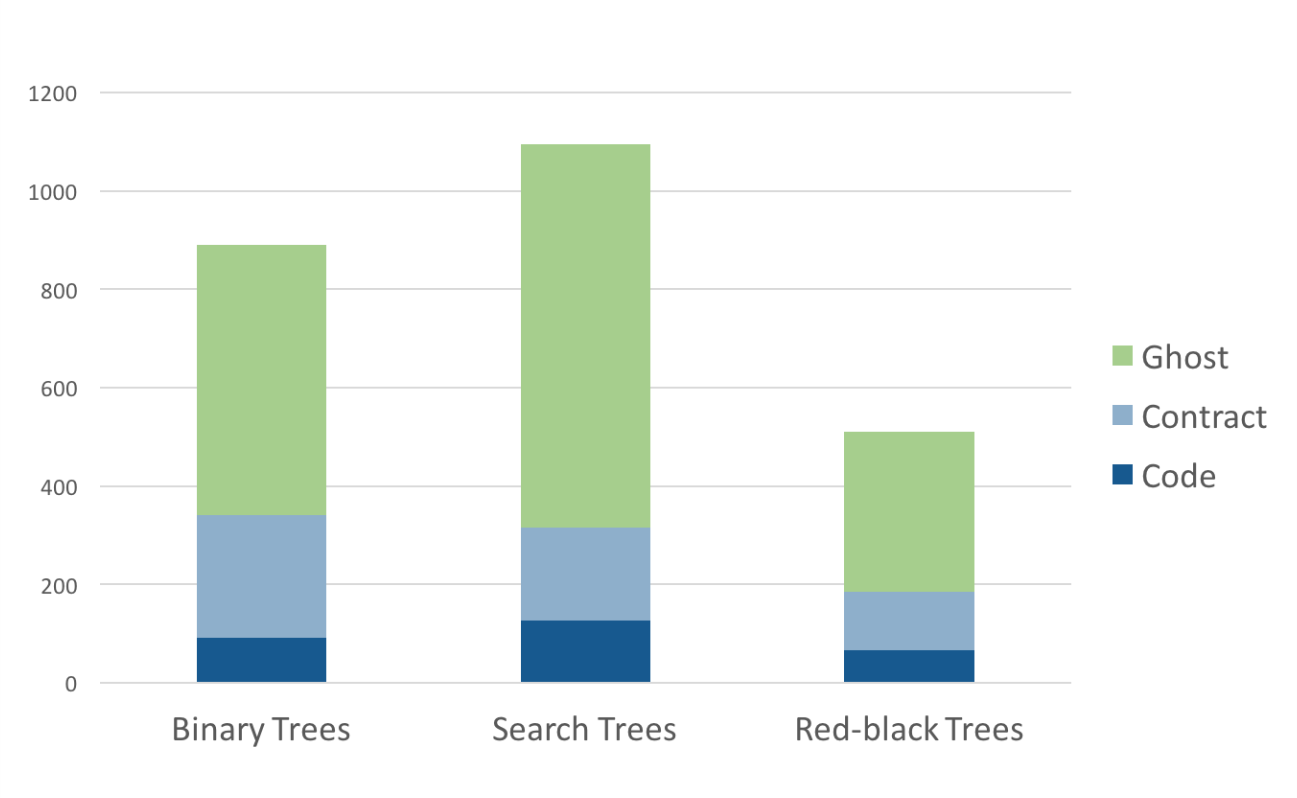 1200
1000
800
600
400
200
0
Binary Trees
Search Trees
Red-black Trees
Ghost
Contract
Code